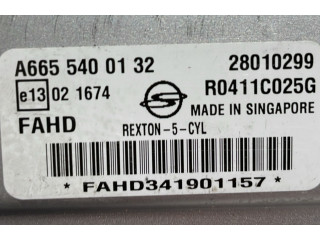 A665 540 01 32
28010299
e13 02 1674
R0411C025G
MADE IN SINGAPORE
FAHD
REXTON-5-CYL
* FAHD341901157 *